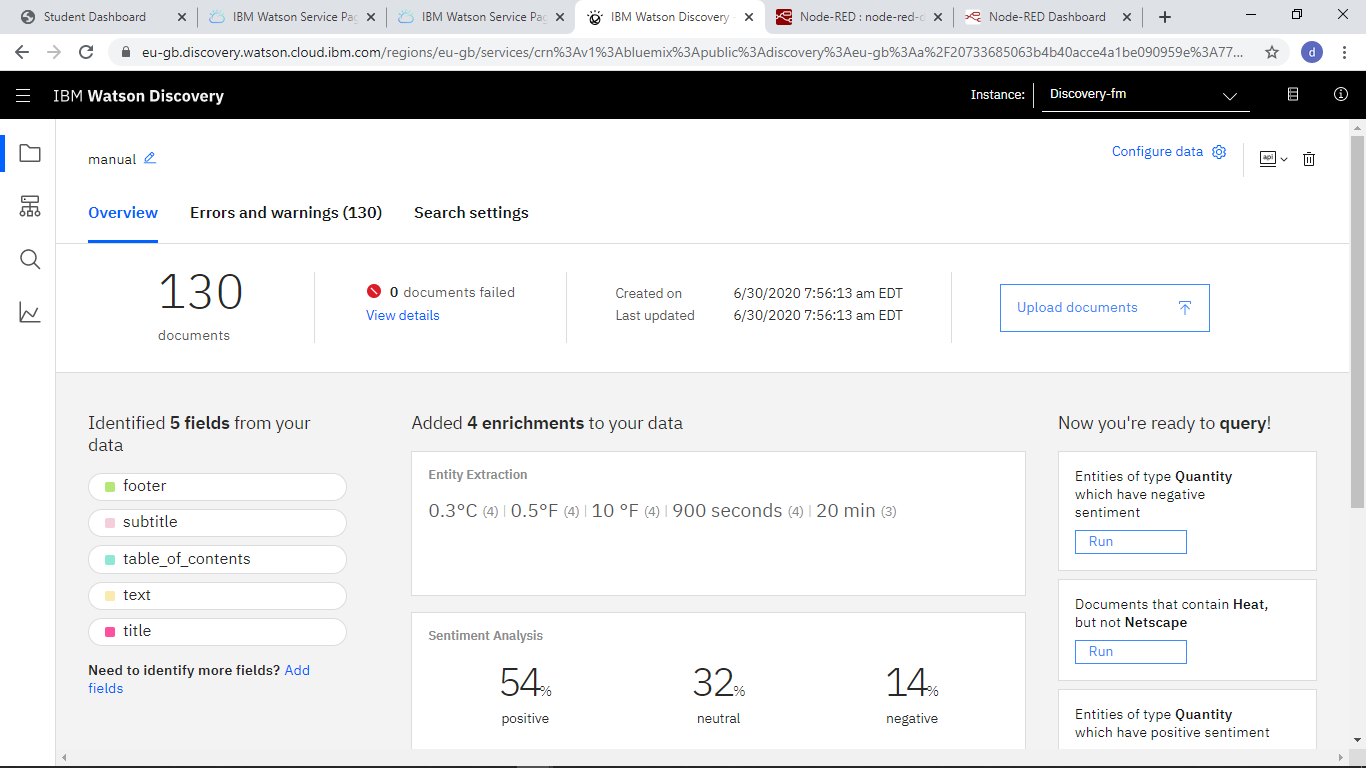 Student Dashboard
IBM Watson Service Pag
IBM Watson Service Pag
IBM Watson Discovery
Node-RED : node-red-c
Node-RED Dashboard
eu-gb.discovery.watson.cloud.ibm.com/regions/eu-gb/services/crn%3Av1%3Abluemix%3Apublic%3Adiscovery%3Aeu-gb%3Aa%2F20733685063b4b40acce4a1be090959e%3A77...
d
IBM Watson Discovery
Instance:
Discovery-fm
manual
Configure data
api
Overview
Errors and warnings (130)
Search settings
130
documents
0 documents failed
View details
Created on 6/30/2020 7:56:13 am EDT
Last updated 6/30/2020 7:56:13 am EDT
Upload documents
Identified 5 fields from your
data
footer
subtitle
table_of_contents
text
title
Need to identify more fields? Add
fields
Added 4 enrichments to your data
Entity Extraction
0.3°C (4) | 0.5°F (4) | 10 °F (4) | 900 seconds (4) | 20 min (3)
Sentiment Analysis
54% 32% 14%
positive neutral negative
Now you're ready to query!
Entities of type Quantity
which have negative
sentiment
Run
Documents that contain Heat,
but not Netscape
Run
Entities of type Quantity
which have positive sentiment